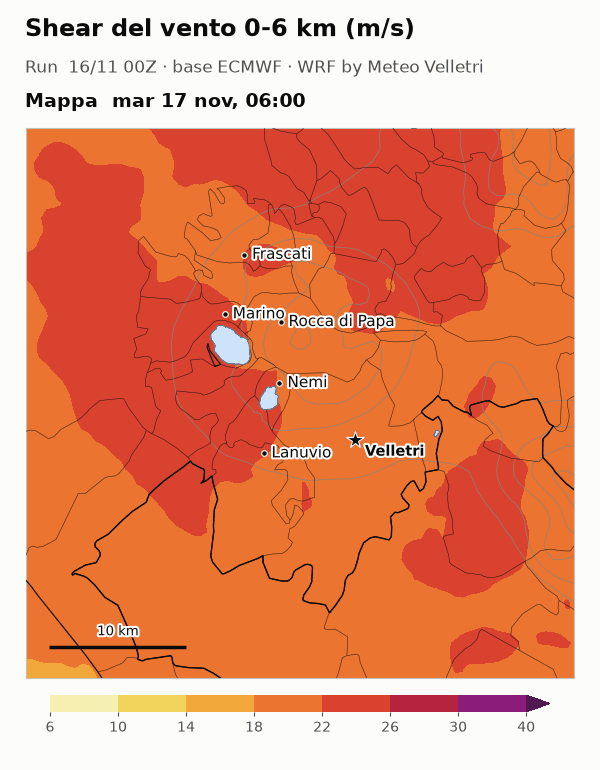 Shear del vento 0-6 km (m/s)
Run  16/11 00Z · base ECMWF · WRF by Meteo Velletri
Mappa  mar 17 nov, 06:00
Frascati
Marino
Rocca di Papa
Nemi
Velletri
Lanuvio
10 km
6 10 14 18 22 26 30 40